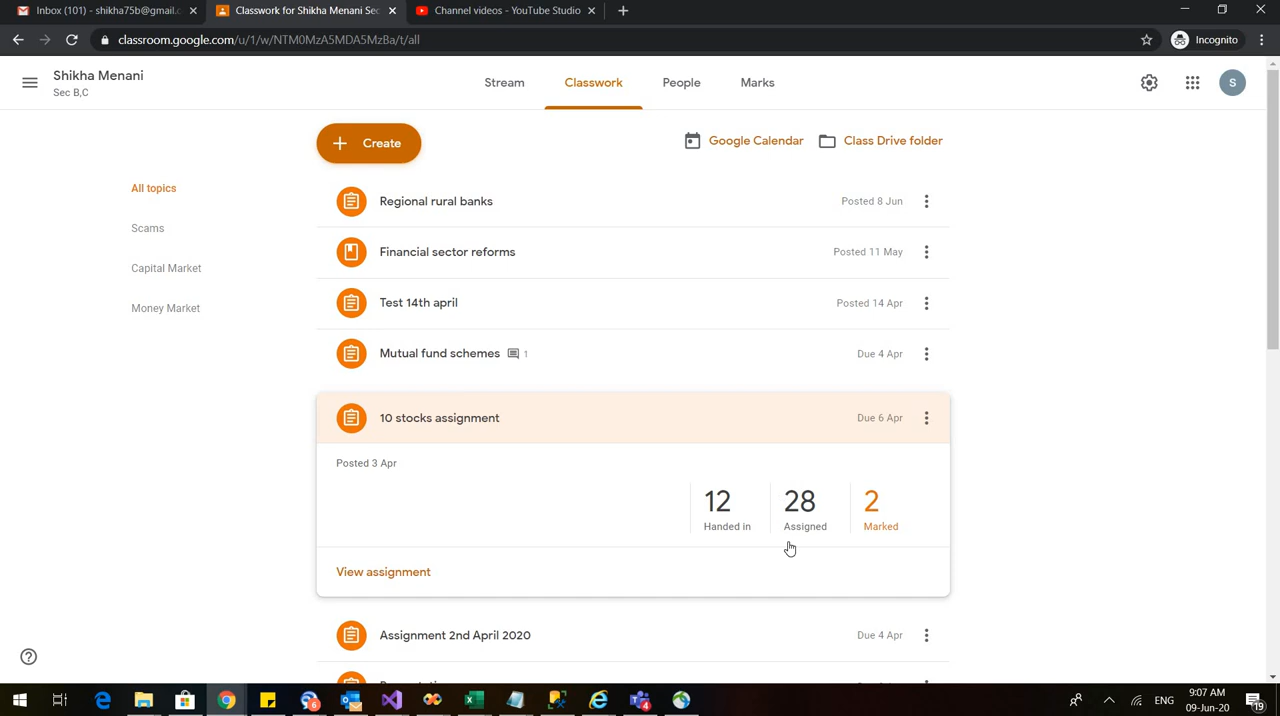 Inbox (101) - shikha75b@gmail.c
Classwork for Shikha Menani Sec
Channel videos - YouTube Studio
classroom.google.com/u/1/w/NTM0MzA5MDA5MzBa/t/all
Incognito
Shikha Menani
Sec B,C
Stream
Classwork
People
Marks
S
Create
Google Calendar
Class Drive folder
All topics
Scams
Capital Market
Money Market
Regional rural banks
Posted 8 Jun
Financial sector reforms
Posted 11 May
Test 14th april
Posted 14 Apr
Mutual fund schemes
1
Due 4 Apr
10 stocks assignment
Due 6 Apr
Posted 3 Apr
12
28
2
Handed in
Assigned
Marked
View assignment
Assignment 2nd April 2020
Due 4 Apr
6
4
ENG
9:07 AM
09-Jun-20
19